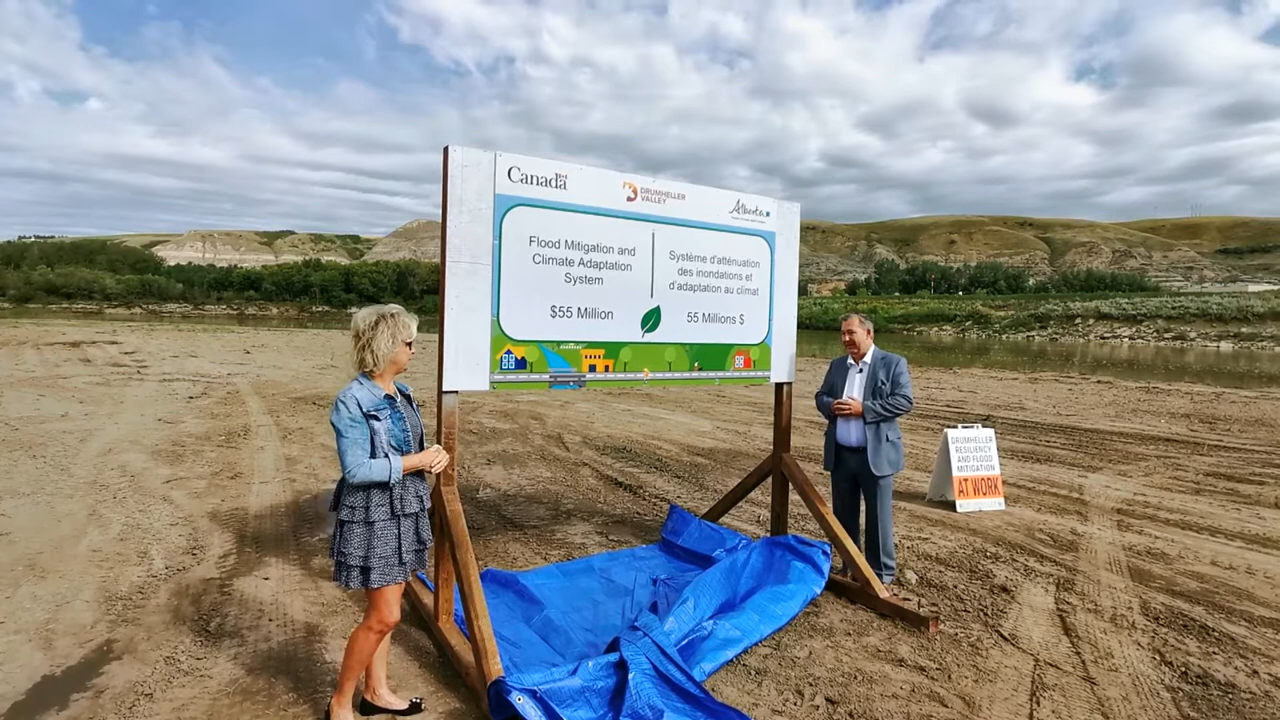 Canada
DRUMHELLER
VALLEY
Alberta
Flood Mitigation and
Climate Adaptation
System
$55 Million
Système d'atténuation
des inondations et
d'adaptation au climat
55 Millions $
DRUMHELLER
RESILIENCY
AND FLOOD
MITIGATION
AT WORK